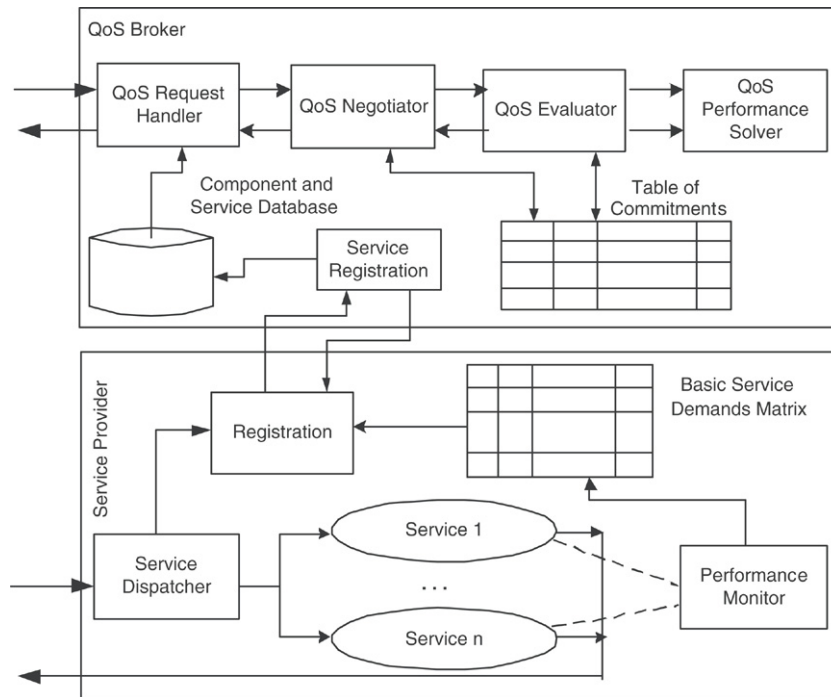 QoS Broker
QoS Request
Handler
QoS Negotiator
QoS Evaluator
QoS
Performance
Solver
Component and
Service Database
Table of
Commitments
Service
Registration
Service Provider
Registration
Basic Service
Demands Matrix
Service 1
Service
Dispatcher
...
Performance
Monitor
Service n